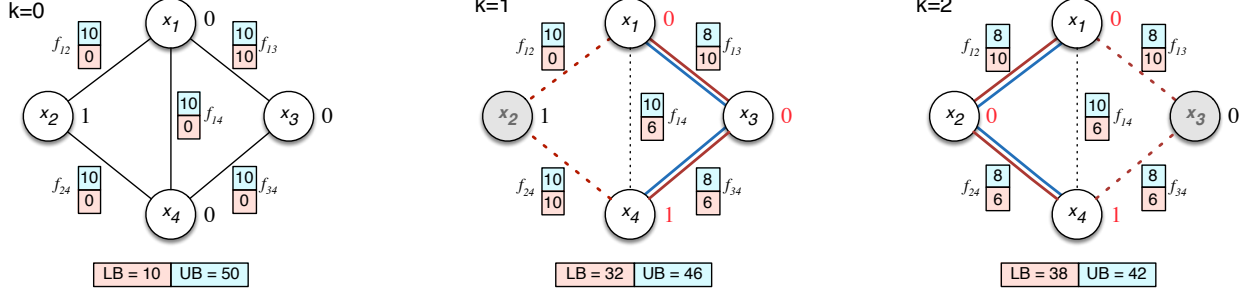 k=0
x1 0
f12 10 0
10 10 f13
x2 1
10 0 f14
x3 0
f24 10 0
10 0 f34
x4 0
LB = 10 UB = 50
k=1
x1 0
f12 10 0
8 10 f13
x2 1
10 6 f14
x3 0
f24 10 10
8 6 f34
x4 1
LB = 32 UB = 46
k=2
x1 0
f12 8 10
8 10 f13
x2 0
10 6 f14
x3 0
f24 8 6
8 6 f34
x4 1
LB = 38 UB = 42